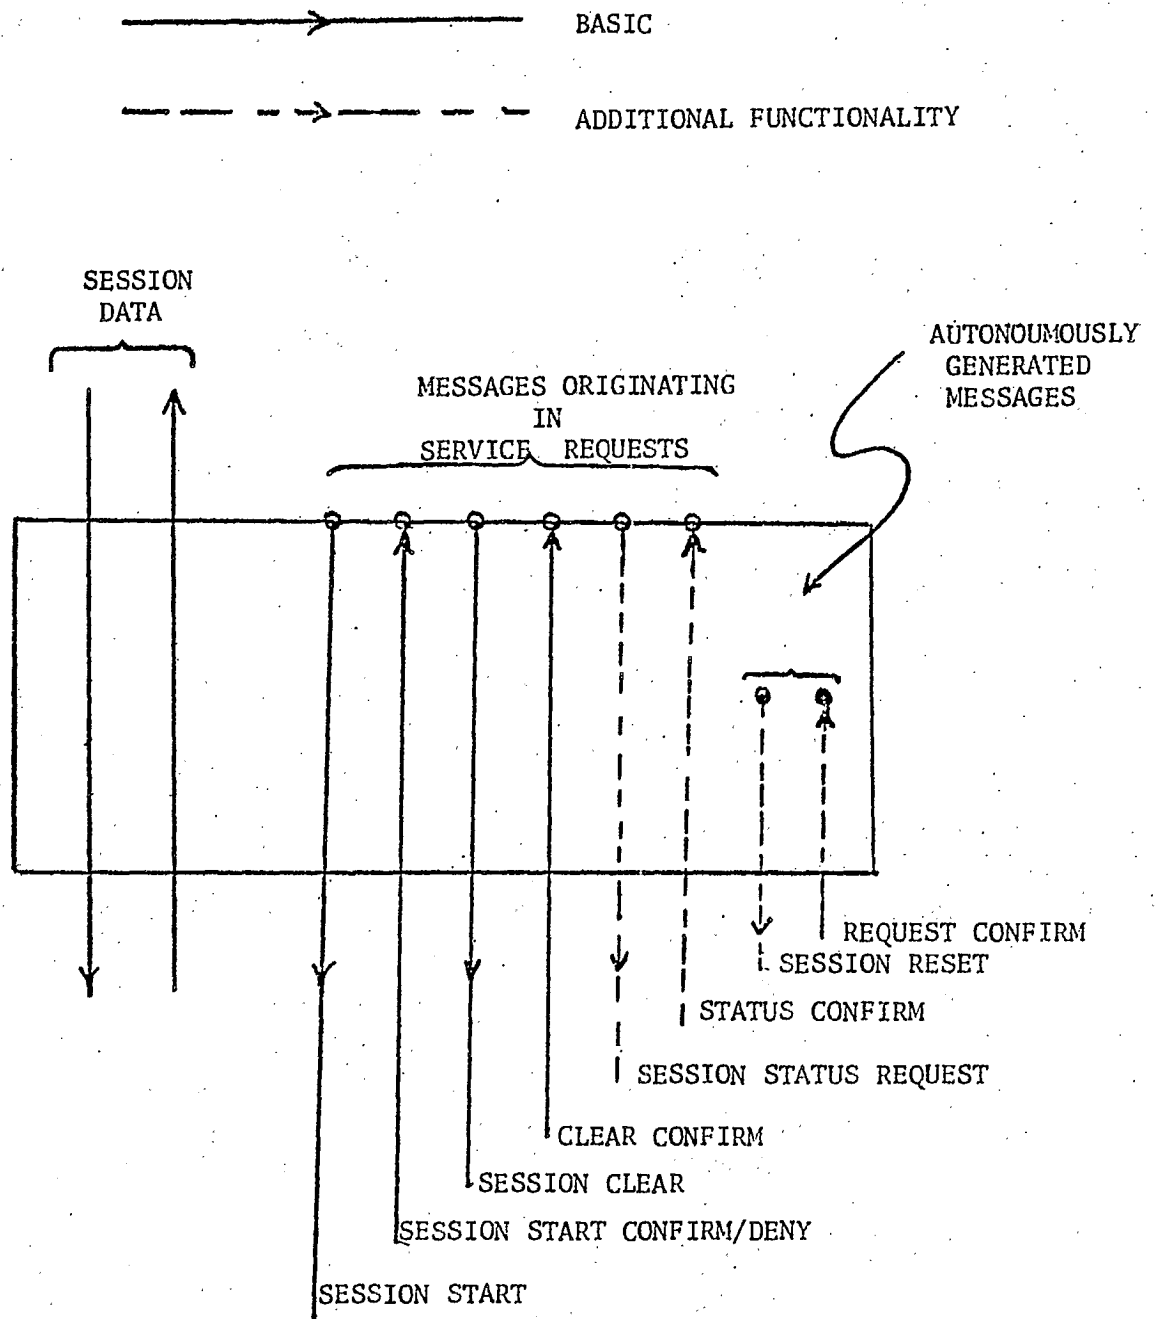 BASIC
ADDITIONAL FUNCTIONALITY
SESSION
DATA
AUTONOUMOUSLY
GENERATED
MESSAGES
MESSAGES ORIGINATING
IN
SERVICE REQUESTS
REQUEST CONFIRM
SESSION RESET
STATUS CONFIRM
SESSION STATUS REQUEST
CLEAR CONFIRM
SESSION CLEAR
SESSION START CONFIRM/DENY
SESSION START